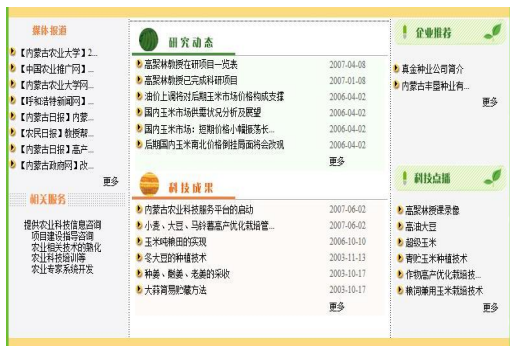 媒体报道
【内蒙古农业大学】2...
【中国农业推广网】...
【内蒙古农业大学网...
【呼和浩特新闻网】...
【内蒙古日报】内蒙...
【农民日报】教授帮...
【内蒙古日报】高产...
【内蒙古政府网】改...
更多
相关服务
提供农业科技信息咨询
项目建设指导咨询
农业相关技术的孰化
农业科技培训等
农业专家系统开发
研究动态
高聚林教授在研项目一览表 2007-04-08
高聚林教授已完成科研项目 2007-01-08
油价上调将对后期玉米市场价格构成支撑 2006-04-02
国内玉米市场供需状况分析及展望 2006-04-02
国内玉米市场：短期价格小幅振荡长... 2006-04-02
后期国内玉米南北价格倒挂局面将会改观 2006-04-02
更多
科技成果
内蒙古农业科技服务平台的启动 2007-06-02
小麦、大豆、马铃薯高产优化栽培管... 2007-06-02
玉米吨粮田的实现 2006-10-10
冬大豆的种植技术 2003-11-13
种姜、鲜姜、老姜的采收 2003-10-17
大蒜简易贮藏方法 2003-10-17
更多
企业推荐
真金种业公司简介
内蒙古丰垦种业有...
更多
科技点播
高聚林授课录像
高油大豆
超级玉米
青贮玉米种植技术
作物高产优化栽培技...
粮饲兼用玉米栽培技术
更多